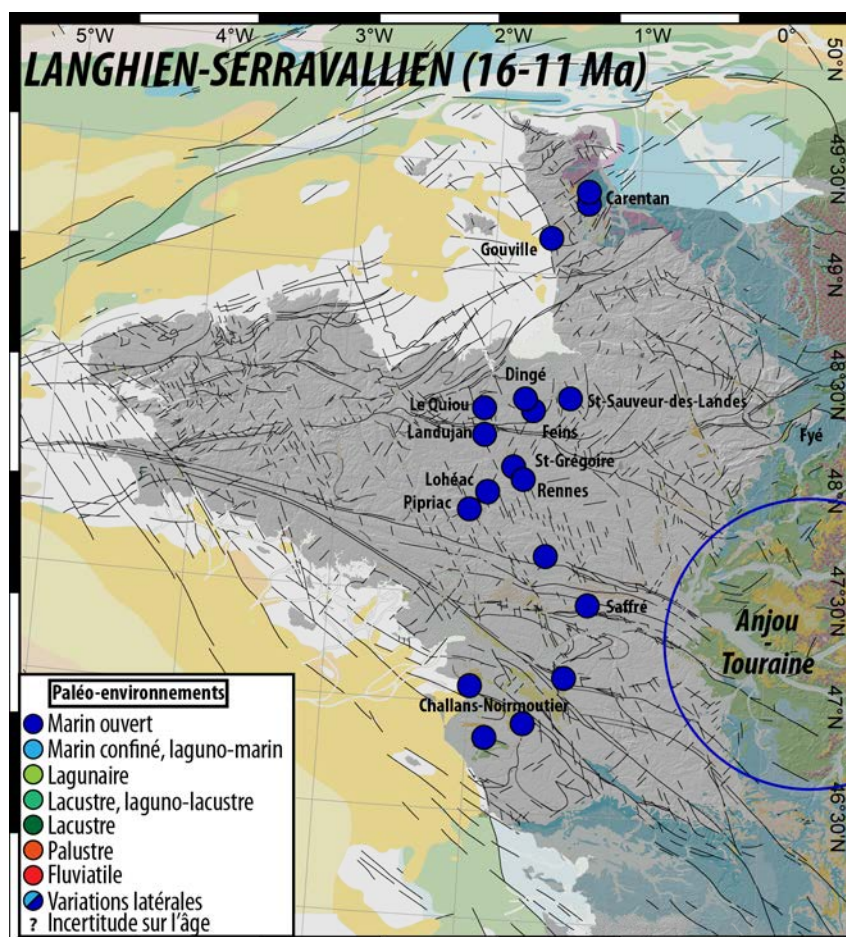 5°W 4°W 3°W 2°W 1°W 0°
50°N
LANGHIEN-SERRAVALLIEN (16-11 Ma)
49°30'N
Carentan
Gouville
49°N
Dingé
48°30'N
Le Quiou
St-Sauveur-des-Landes
Landujan
Feins
Fyé
St-Grégoire
48°N
Lohéac
Rennes
Pipriac
47°30'N
Saffré
Anjou
-
Touraine
Challans-Noirmoutier
47°N
46°30'N
Paléo-environnements
Marin ouvert
Marin confiné, laguno-marin
Lagunaire
Lacustre, laguno-lacustre
Lacustre
Palustre
Fluviatile
Variations latérales
? Incertitude sur l'âge